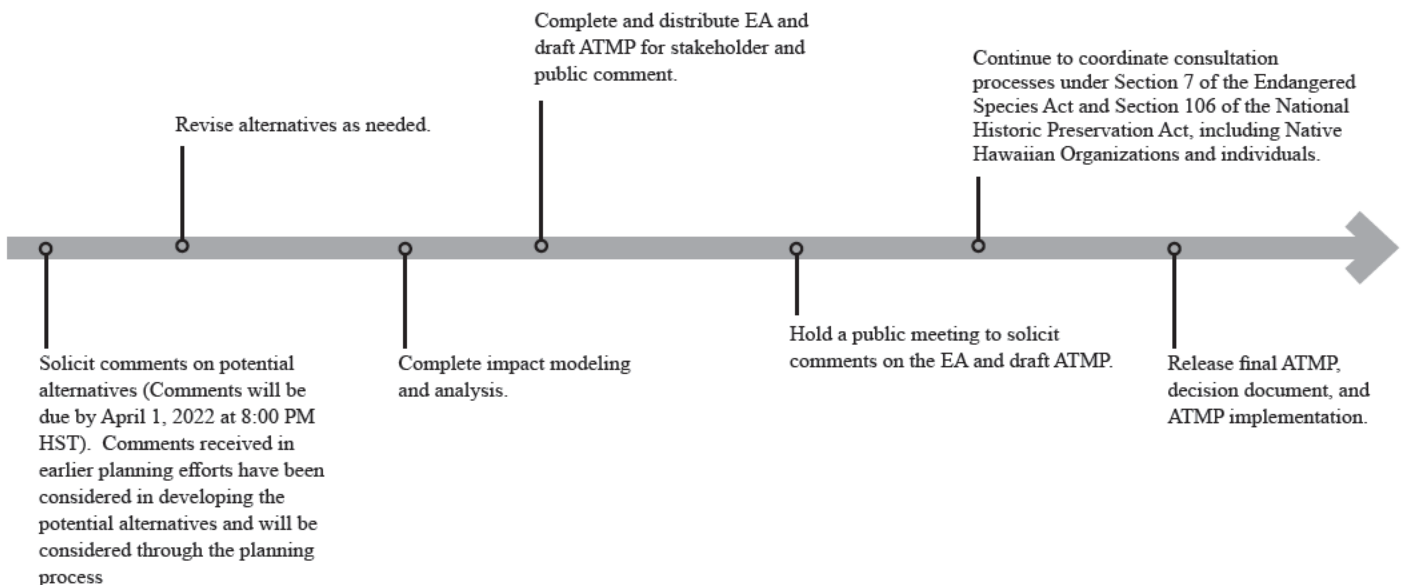 Solicit comments on potential
alternatives (Comments will be
due by April 1, 2022 at 8:00 PM
HST).  Comments received in
earlier planning efforts have been
considered in developing the
potential alternatives and will be
considered through the planning
process
Revise alternatives as needed.
Complete impact modeling
and analysis.
Complete and distribute EA and
draft ATMP for stakeholder and
public comment.
Hold a public meeting to solicit
comments on the EA and draft ATMP.
Continue to coordinate consultation
processes under Section 7 of the Endangered
Species Act and Section 106 of the National
Historic Preservation Act, including Native
Hawaiian Organizations and individuals.
Release final ATMP,
decision document, and
ATMP implementation.